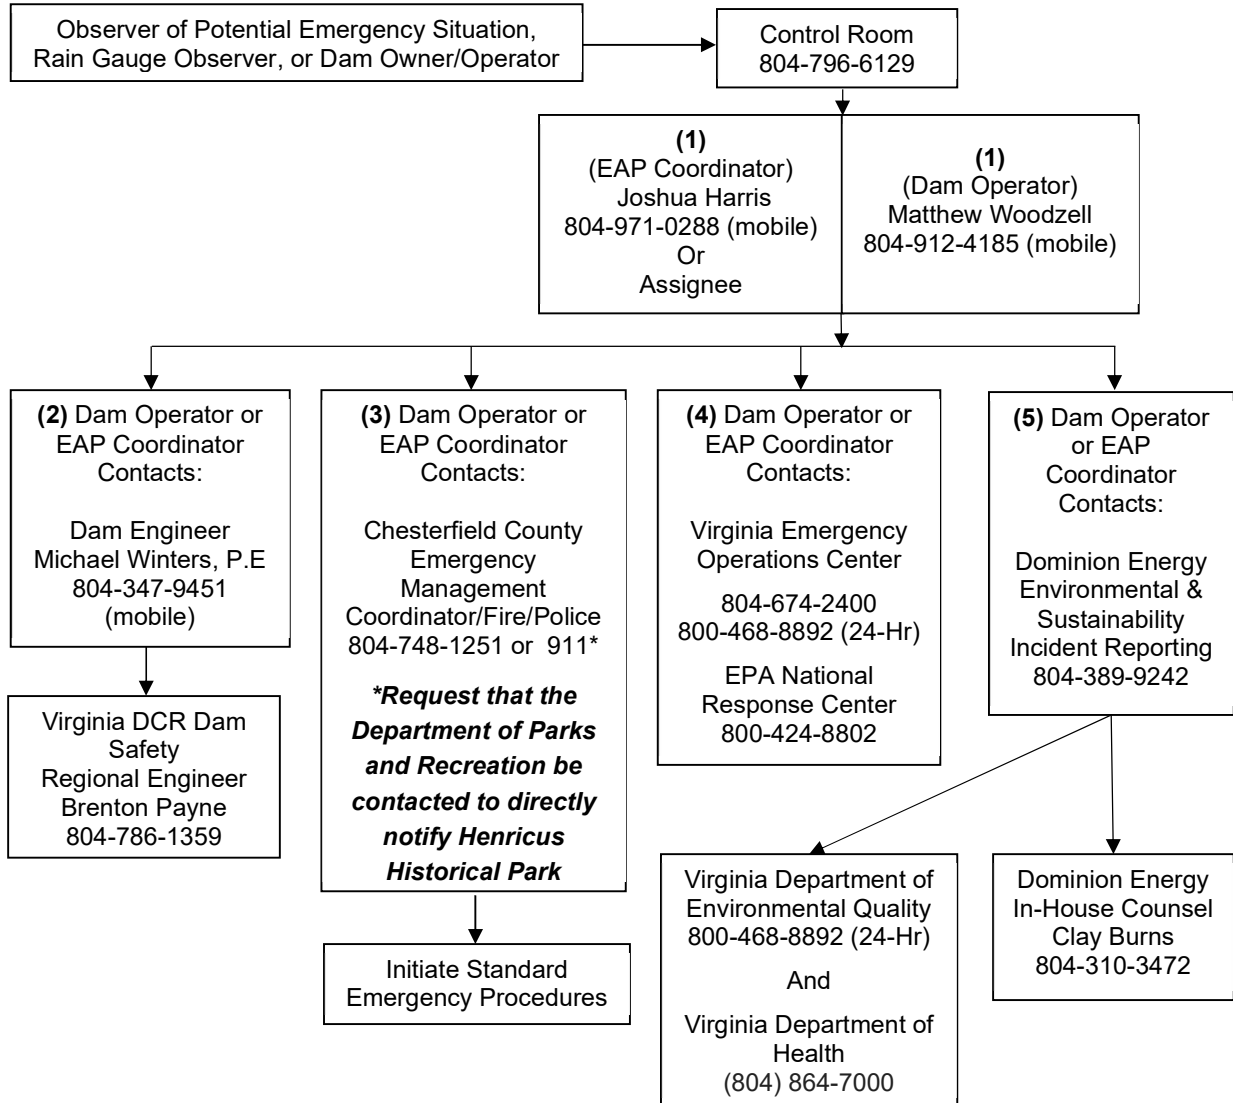 Observer of Potential Emergency Situation,
Rain Gauge Observer, or Dam Owner/Operator
Control Room
804-796-6129
(1)
(EAP Coordinator)
Joshua Harris
804-971-0288 (mobile)
Or
Assignee
(1)
(Dam Operator)
Matthew Woodzell
804-912-4185 (mobile)
(2) Dam Operator or
EAP Coordinator
Contacts:
Dam Engineer
Michael Winters, P.E
804-347-9451
(mobile)
Virginia DCR Dam
Safety
Regional Engineer
Brenton Payne
804-786-1359
(3) Dam Operator or
EAP Coordinator
Contacts:
Chesterfield County
Emergency
Management
Coordinator/Fire/Police
804-748-1251 or 911*
*Request that the
Department of Parks
and Recreation be
contacted to directly
notify Henricus
Historical Park
Initiate Standard
Emergency Procedures
(4) Dam Operator or
EAP Coordinator
Contacts:
Virginia Emergency
Operations Center
804-674-2400
800-468-8892 (24-Hr)
EPA National
Response Center
800-424-8802
(5) Dam Operator
or EAP
Coordinator
Contacts:
Dominion Energy
Environmental &
Sustainability
Incident Reporting
804-389-9242
Virginia Department of
Environmental Quality
800-468-8892 (24-Hr)
And
Virginia Department of
Health
(804) 864-7000
Dominion Energy
In-House Counsel
Clay Burns
804-310-3472